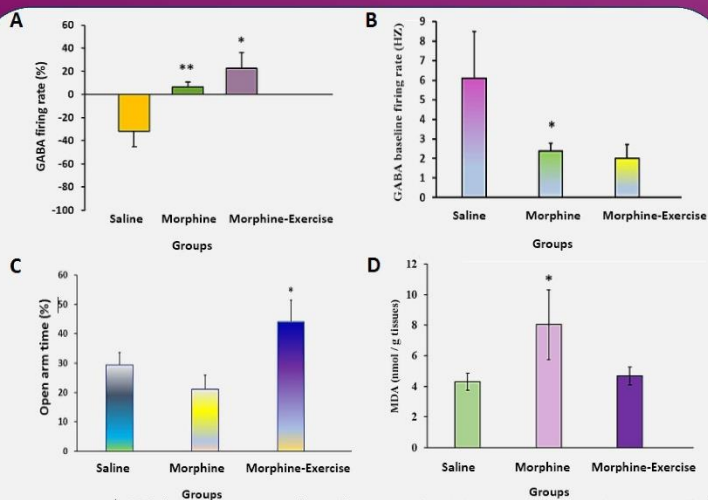 A
GABA firing rate (%)
60
40
20
0
-20
-40
-60
-80
-100
**
*
Saline
Morphine
Morphine-Exercise
Groups
B
GABA baseline firing rate (HZ)
9
8
7
6
5
4
3
2
1
0
*
Saline
Morphine
Morphine-Exercise
Groups
C
Open arm time (%)
60
50
40
30
20
10
0
*
Saline
Morphine
Morphine-Exercise
Groups
D
MDA (nmol / g tissues)
12
10
8
6
4
2
0
*
Saline
Morphine
Morphine-Exercise
Groups